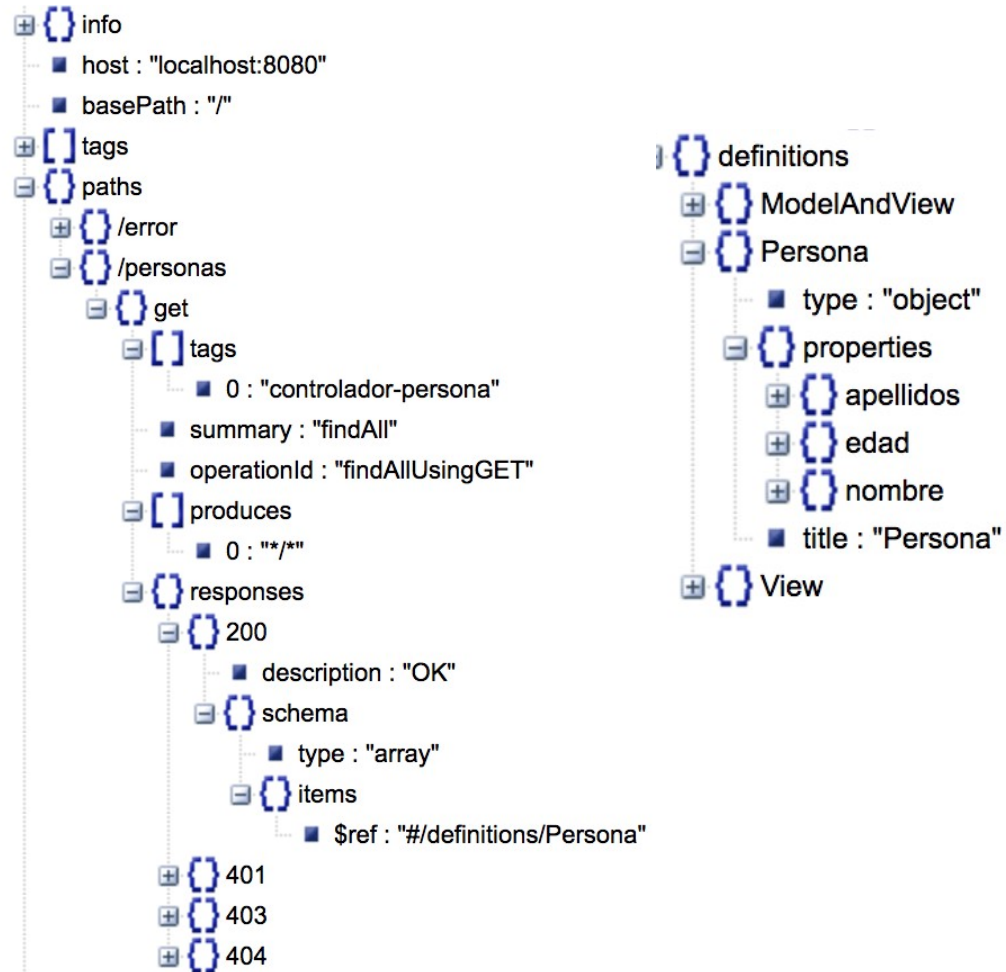 info
host : "localhost:8080"
basePath : "/"
tags
paths
/error
/personas
get
tags
0 : "controlador-persona"
summary : "findAll"
operationId : "findAllUsingGET"
produces
0 : "*/*"
responses
200
description : "OK"
schema
type : "array"
items
$ref : "#/definitions/Persona"
401
403
404
definitions
ModelAndView
Persona
type : "object"
properties
apellidos
edad
nombre
title : "Persona"
View